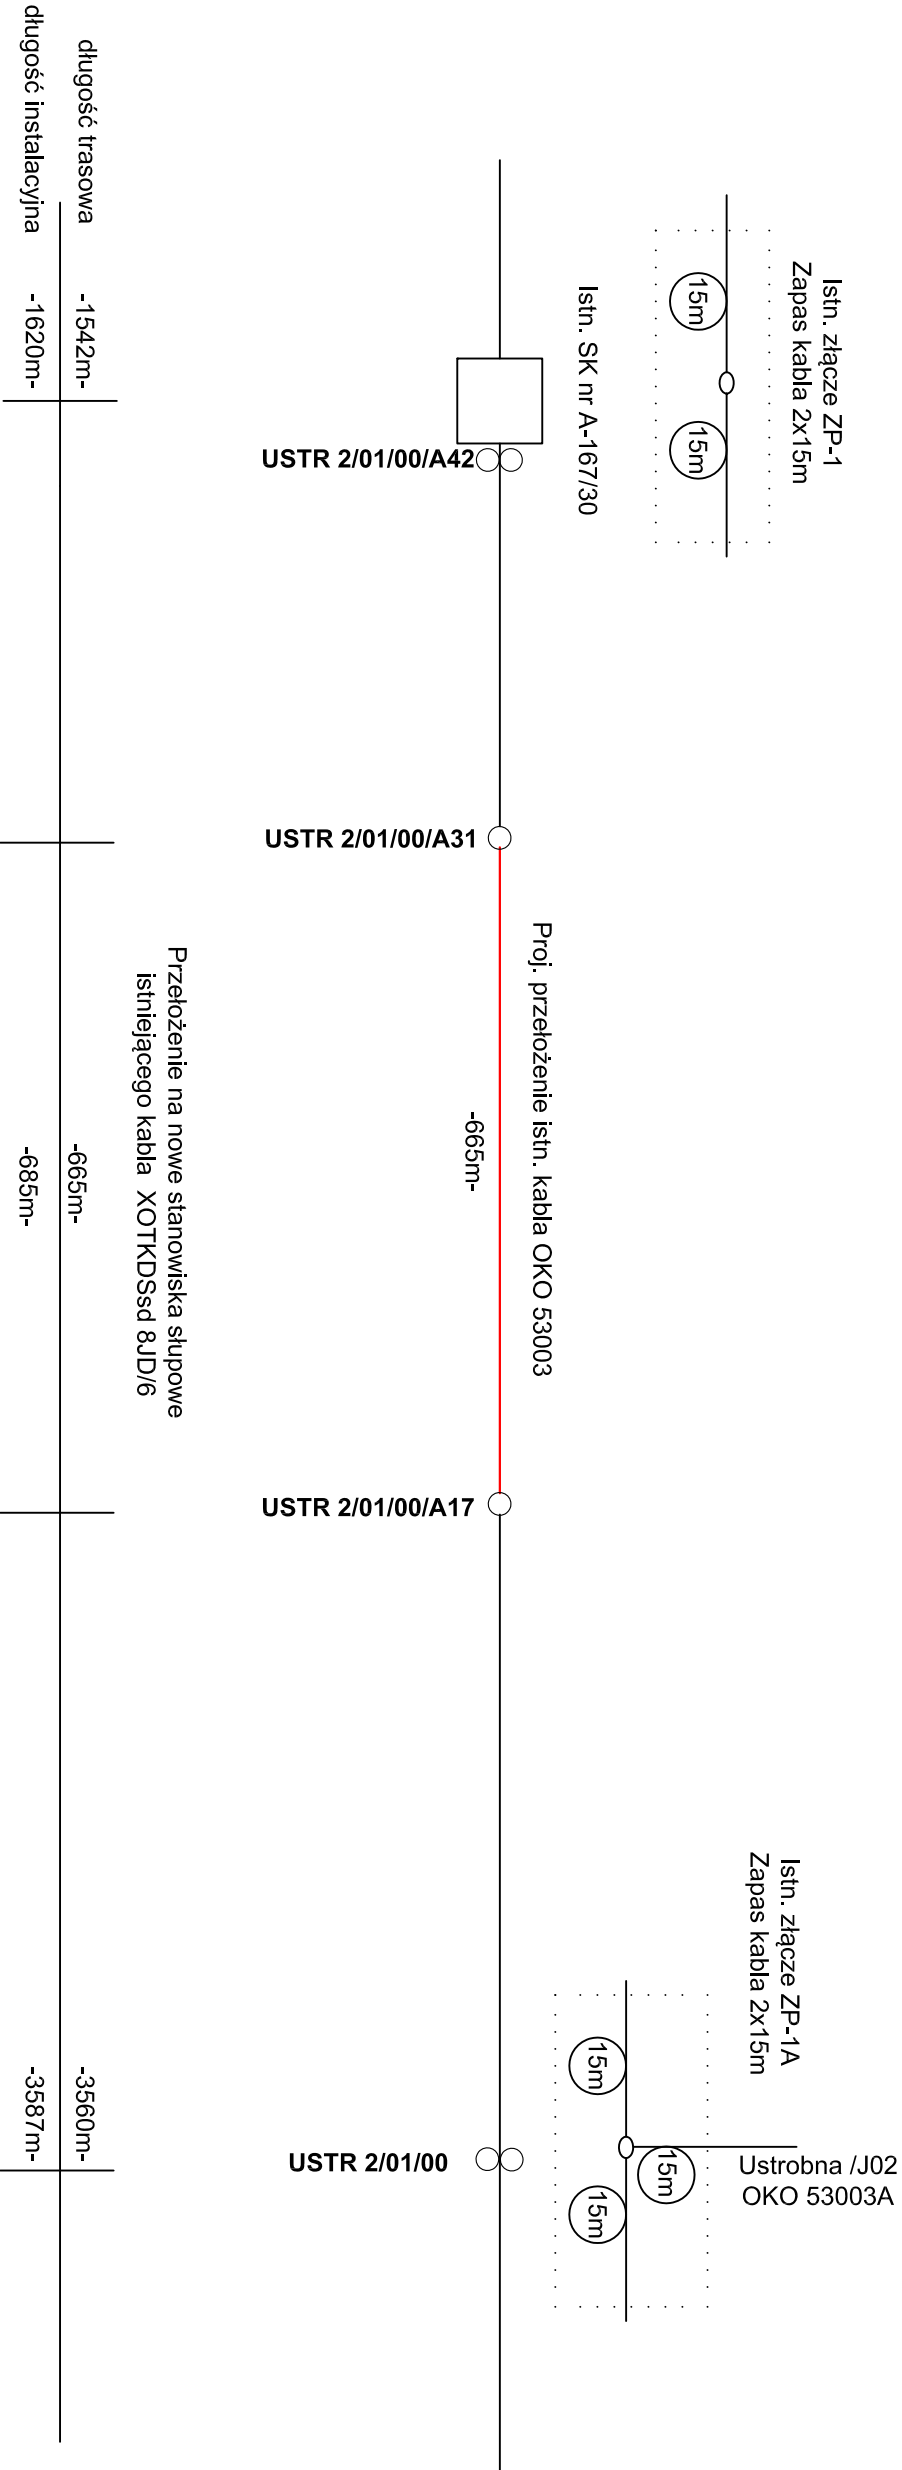 Istn. złącze ZP-1
Zapas kabla 2x15m
15m
15m
Istn. SK nr A-167/30
USTR 2/01/00/A42
USTR 2/01/00/A31
Proj. przełożenie istn. kabla OKO 53003
-665m-
USTR 2/01/00/A17
Istn. złącze ZP-1A
Zapas kabla 2x15m
15m
15m
15m
Ustrobna /J02
OKO 53003A
USTR 2/01/00
Przełożenie na nowe stanowiska słupowe
istniejącego kabla XOTKDSsd 8JD/6
długość trasowa
-1542m-
-665m-
-3560m-
długość instalacyjna
-1620m-
-685m-
-3587m-